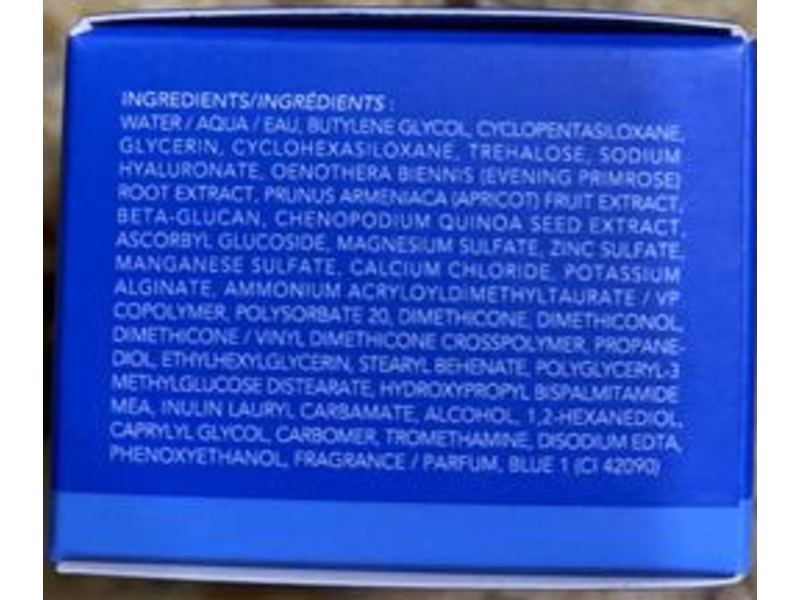 INGREDIENTS/INGRÉDIENTS :
WATER / AQUA / EAU, BUTYLENE GLYCOL, CYCLOPENTASILOXANE,
GLYCERIN, CYCLOHEXASILOXANE, TREHALOSE, SODIUM
HYALURONATE, OENOTHERA BIENNIS (EVENING PRIMROSE)
ROOT EXTRACT, PRUNUS ARMENIACA (APRICOT) FRUIT EXTRACT,
BETA-GLUCAN, CHENOPODIUM QUINOA SEED EXTRACT,
ASCORBYL GLUCOSIDE, MAGNESIUM SULFATE, ZINC SULFATE,
MANGANESE SULFATE, CALCIUM CHLORIDE, POTASSIUM
ALGINATE, AMMONIUM ACRYLOYLDIMETHYLTAURATE / VP
COPOLYMER, POLYSORBATE 20, DIMETHICONE, DIMETHICONOL,
DIMETHICONE / VINYL DIMETHICONE CROSSPOLYMER, PROPANE-
DIOL, ETHYLHEXYLGLYCERIN, STEARYL BEHENATE, POLYGLYCERYL-3
METHYLGLUCOSE DISTEARATE, HYDROXYPROPYL BISPALMITAMIDE
MEA, INULIN LAURYL CARBAMATE, ALCOHOL, 1,2-HEXANEDIOL,
CAPRYLYL GLYCOL, CARBOMER, TROMETHAMINE, DISODIUM EDTA,
PHENOXYETHANOL, FRAGRANCE / PARFUM, BLUE 1 (CI 42090)